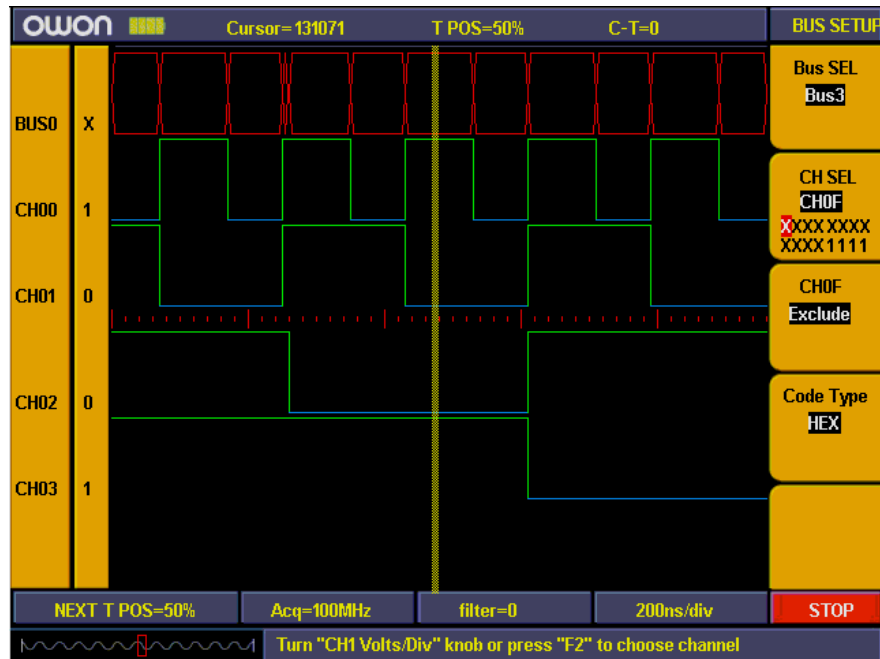 owon Cursor=131071 T POS=50% C-T=0 BUS SETUP
Bus SEL
Bus3
BUS0 X
CH SEL
CH0F
XXXX XXXX
XXXX1111
CH00 1
CH0F
Exclude
CH01 0
Code Type
HEX
CH02 0
CH03 1
NEXT T POS=50% Acq=100MHz filter=0 200ns/div STOP
Turn "CH1 Volts/Div" knob or press "F2" to choose channel